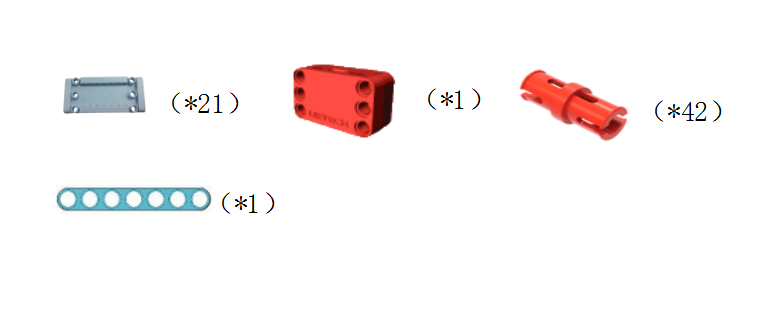 （*21）
（*1）
（*42）
（*1）